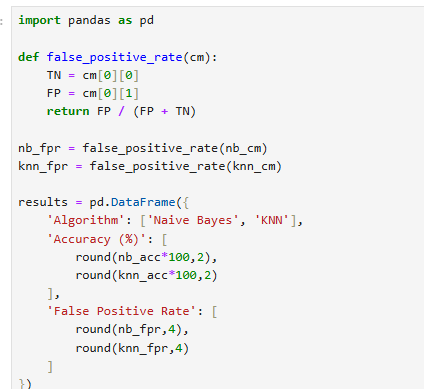 import pandas as pd
def false_positive_rate(cm):
    TN = cm[0][0]
    FP = cm[0][1]
    return FP / (FP + TN)
nb_fpr = false_positive_rate(nb_cm)
knn_fpr = false_positive_rate(knn_cm)
results = pd.DataFrame({
    'Algorithm': ['Naive Bayes', 'KNN'],
    'Accuracy (%)': [
        round(nb_acc*100,2),
        round(knn_acc*100,2)
    ],
    'False Positive Rate': [
        round(nb_fpr,4),
        round(knn_fpr,4)
    ]
})